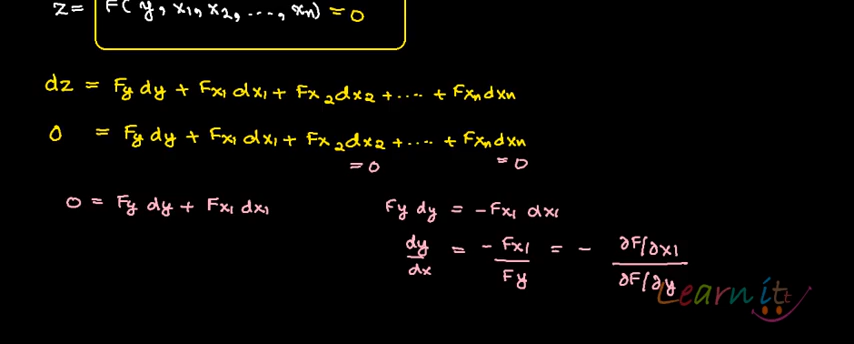 z = F( y, x1, x2, ...., xn) = 0
dz = Fy dy + Fx1 dx1 + Fx2 dx2 + .... + Fxn dxn
0 = Fy dy + Fx1 dx1 + Fx2 dx2 + .... + Fxn dxn
= 0 = 0
0 = Fy dy + Fx1 dx1 Fy dy = - Fx1 dx1
dy/dx = - Fx1/Fy = - ∂F/∂x1 / ∂F/∂y
Learn itt